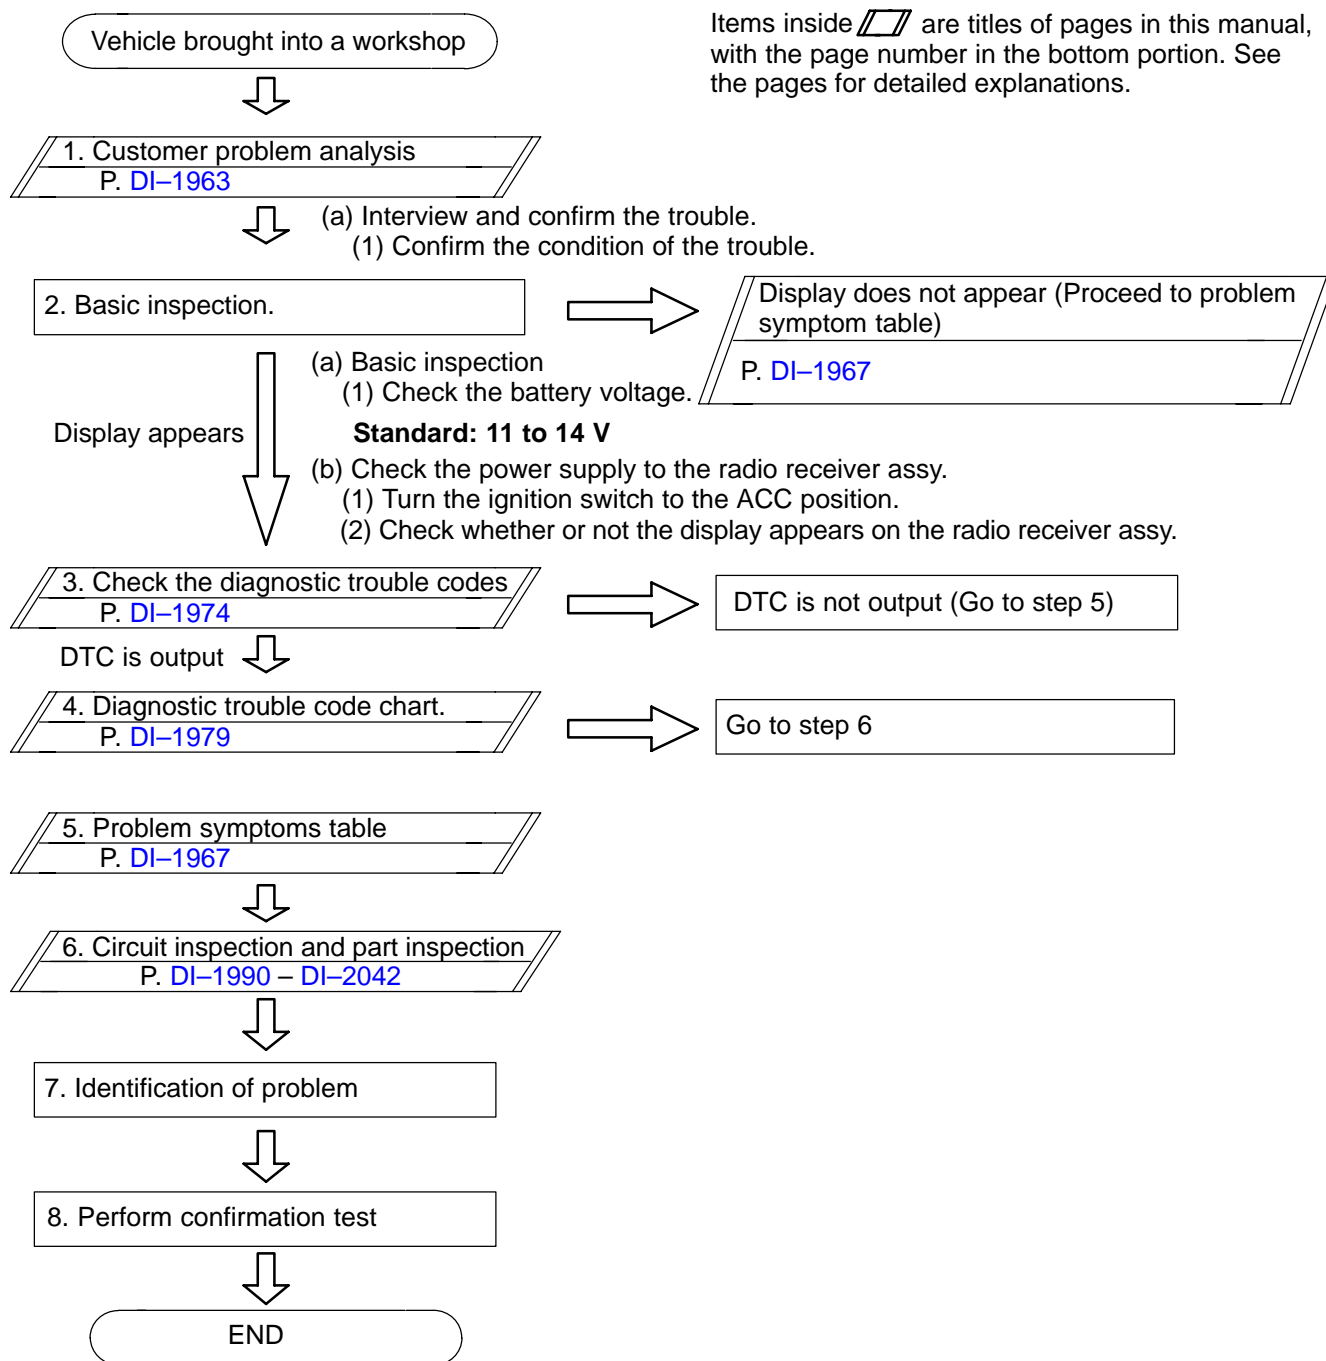 Vehicle brought into a workshop
Items inside are titles of pages in this manual,
with the page number in the bottom portion. See
the pages for detailed explanations.
1. Customer problem analysis
P. DI–1963
(a) Interview and confirm the trouble.
(1) Confirm the condition of the trouble.
2. Basic inspection.
Display does not appear (Proceed to problem
symptom table)
P. DI–1967
(a) Basic inspection
(1) Check the battery voltage.
Display appears
Standard: 11 to 14 V
(b) Check the power supply to the radio receiver assy.
(1) Turn the ignition switch to the ACC position.
(2) Check whether or not the display appears on the radio receiver assy.
3. Check the diagnostic trouble codes
P. DI–1974
DTC is not output (Go to step 5)
DTC is output
4. Diagnostic trouble code chart.
P. DI–1979
Go to step 6
5. Problem symptoms table
P. DI–1967
6. Circuit inspection and part inspection
P. DI–1990 – DI–2042
7. Identification of problem
8. Perform confirmation test
END